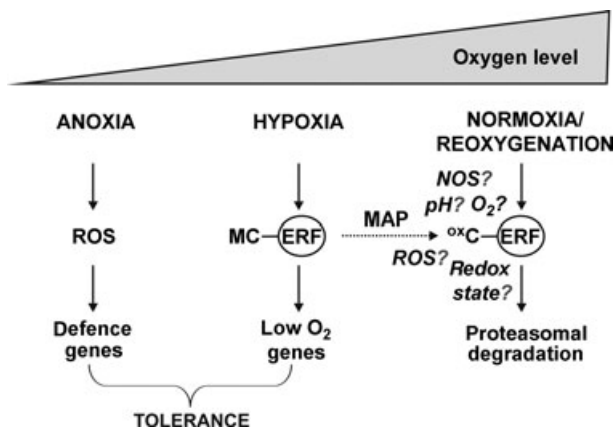 Oxygen level
ANOXIA
HYPOXIA
NORMOXIA/
REOXYGENATION
NOS?
pH? O₂?
ROS
MC ERF
MAP
ᵒˣC ERF
ROS?
Redox
state?
Defence
genes
Low O₂
genes
Proteasomal
degradation
TOLERANCE